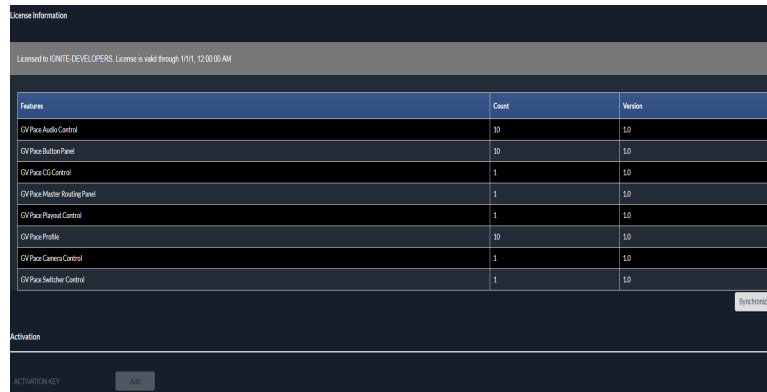 License Information
Licensed to IGNITE-DEVELOPERS. License is valid through 1/1/1, 12:00:00 AM
Features Count Version
GV Pace Audio Control 10 1.0
GV Pace Button Panel 10 1.0
GV Pace CG Control 1 1.0
GV Pace Master Routing Panel 1 1.0
GV Pace Playout Control 1 1.0
GV Pace Profile 10 1.0
GV Pace Camera Control 1 1.0
GV Pace Switcher Control 1 1.0
Synchroniz
Activation
ACTIVATION KEY Add